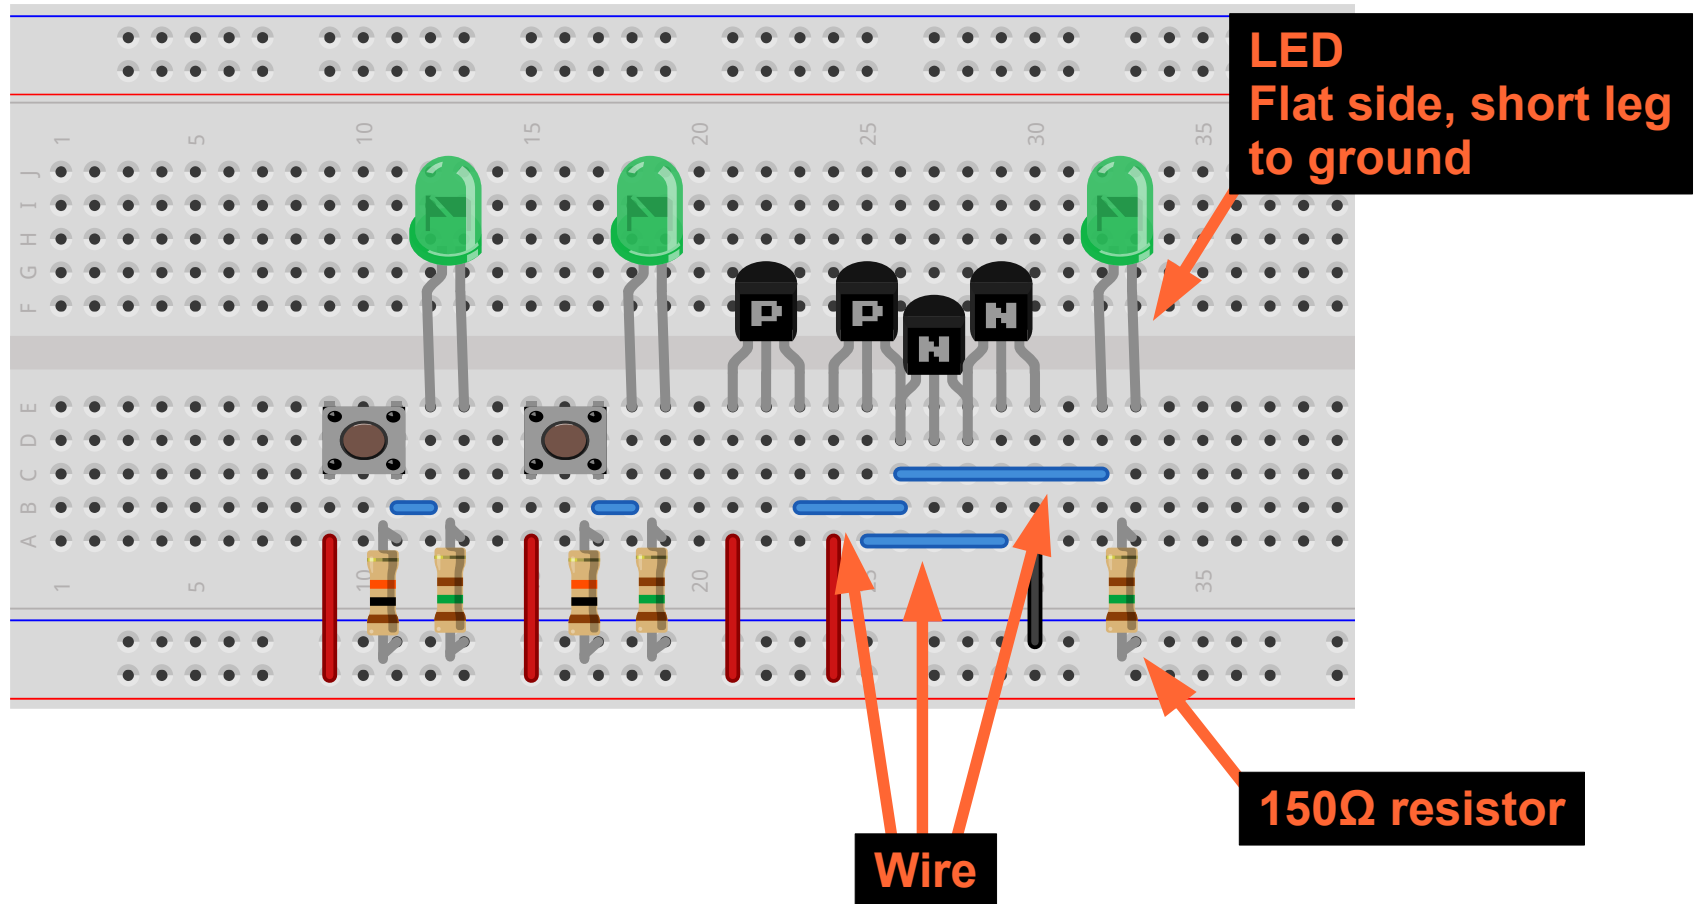 LED
Flat side, short leg
to ground
1 5 10 15 20 25 30 35
J
I
H
G
F
P P N N
E
D
C
B
A
1 5 10 20 25 35
150Ω resistor
Wire